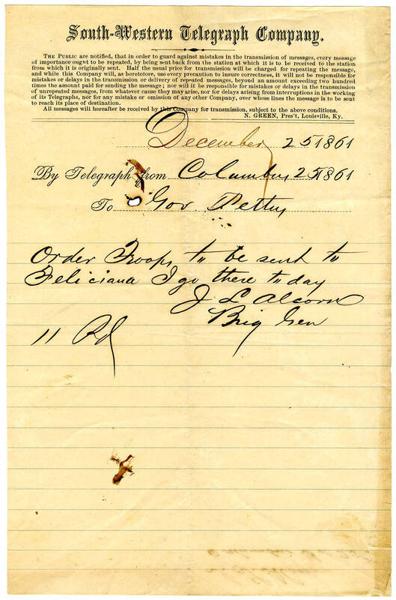 South-Western Telegraph Company.
THE PUBLIC are notified, that in order to guard against mistakes in the transmission of messages, every message
of importance ought to be repeated, by being sent back from the station at which it is to be received to the station
from which it is originally sent. Half the usual price for transmission will be charged for repeating the message,
and while this Company will, as heretofore, use every precaution to insure correctness, it will not be responsible for
mistakes or delays in the transmission or delivery of repeated messages, beyond an amount exceeding two hundred
times the amount paid for sending the message; nor will it be responsible for mistakes or delays in the transmission
of unrepeated messages, from whatever cause they may arise, nor for delays arising from interruptions in the working
of its Telegraphs, nor for any mistake or omission of any other Company, over whose lines the message is to be sent
to reach its place of destination.
All messages will hereafter be received by this Company for transmission, subject to the above conditions.
N. GREEN, Pres't, Louisville, Ky.
December 25 1861
By Telegraph from Columbus 25 1861
To Gov. Pettus
Order Troops to be sent to
Feliciana I go there to day
J L Alcorn
Brig Gen
11 Pd